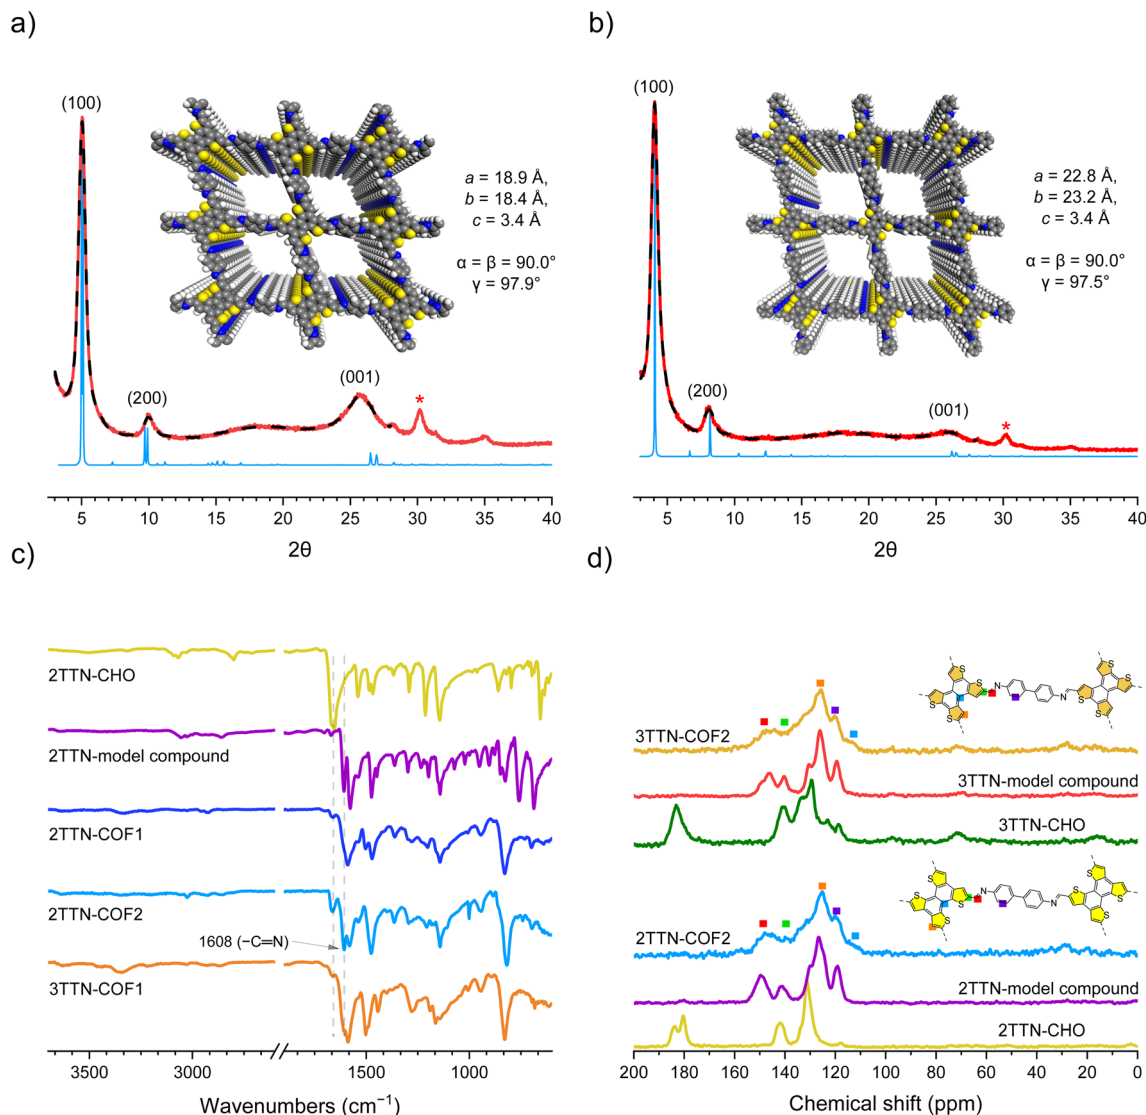 a)
(100)
a = 18.9 Å,
b = 18.4 Å,
c = 3.4 Å
α = β = 90.0°
γ = 97.9°
(200)
(001)
*
5 10 15 20 25 30 35 40
2θ
b)
(100)
a = 22.8 Å,
b = 23.2 Å,
c = 3.4 Å
α = β = 90.0°
γ = 97.5°
(200)
(001)
*
5 10 15 20 25 30 35 40
2θ
c)
2TTN-CHO
2TTN-model compound
2TTN-COF1
2TTN-COF2
1608 (−C=N)
3TTN-COF1
3500 3000 1500 1000
Wavenumbers (cm⁻¹)
d)
S S S S N N S S S S
3TTN-COF2
3TTN-model compound
3TTN-CHO
S S S S N N S S S S
2TTN-COF2
2TTN-model compound
2TTN-CHO
200 180 160 140 120 100 80 60 40 20 0
Chemical shift (ppm)